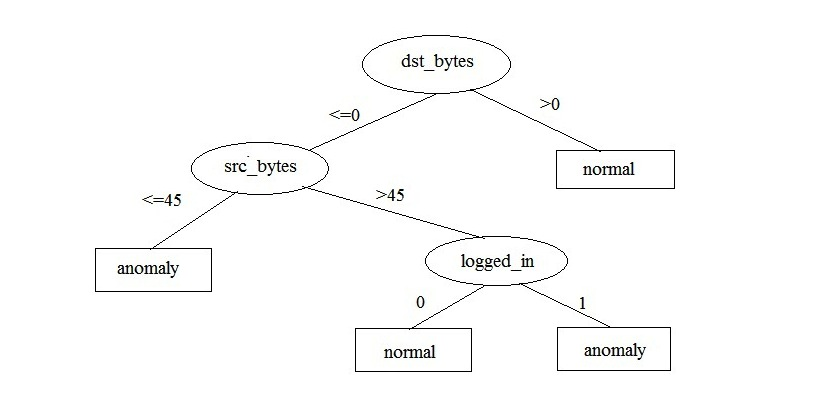 dst_bytes
<=0
>0
src_bytes
normal
<=45
>45
anomaly
logged_in
0
1
normal
anomaly